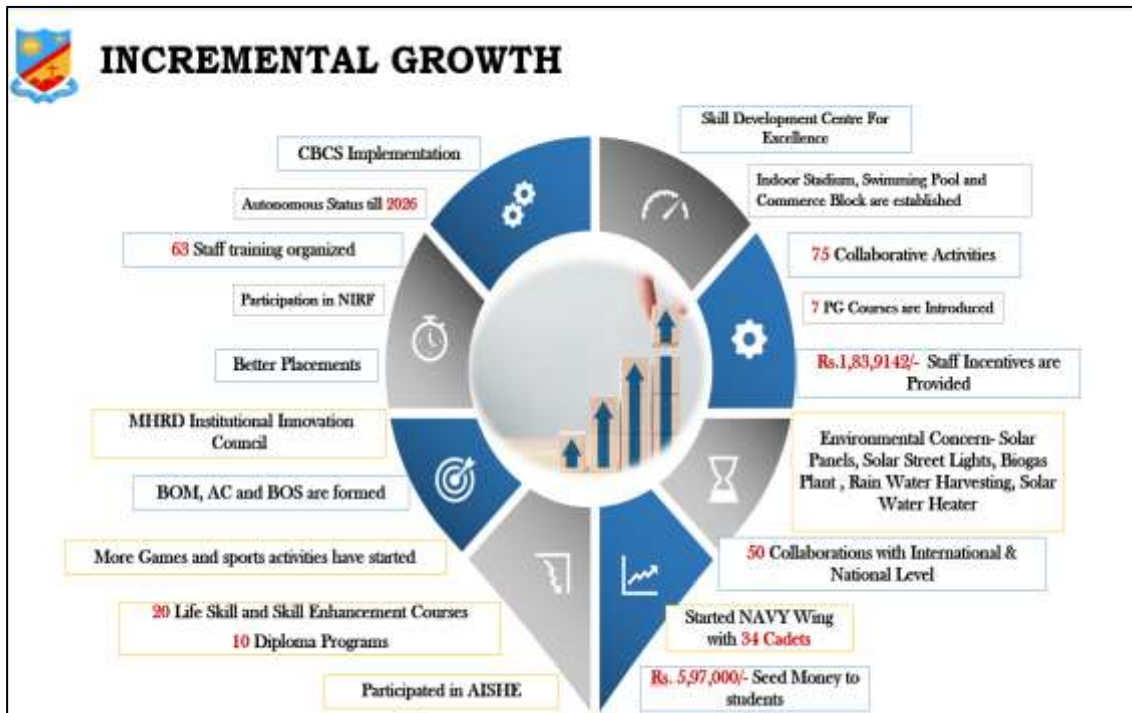 INCREMENTAL GROWTH
CBCS Implementation
Autonomous Status till 2026
63 Staff training organized
Participation in NIRF
Better Placements
MHRD Institutional Innovation
Council
BOM, AC and BOS are formed
More Games and sports activities have started
20 Life Skill and Skill Enhancement Courses
10 Diploma Programs
Participated in AISHE
Skill Development Centre For
Excellence
Indoor Stadium, Swimming Pool and
Commerce Block are established
75 Collaborative Activities
7 PG Courses are Introduced
Rs.1,83,9142/- Staff Incentives are
Provided
Environmental Concern- Solar
Panels, Solar Street Lights, Biogas
Plant , Rain Water Harvesting, Solar
Water Heater
50 Collaborations with International &
National Level
Started NAVY Wing
with 34 Cadets
Rs. 5,97,000/- Seed Money to
students